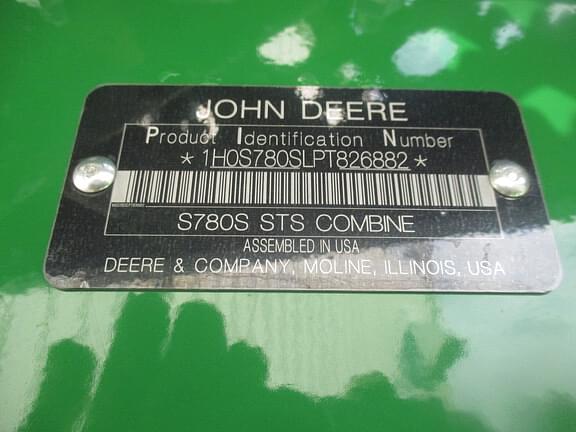 JOHN DEERE
Product Identification Number
*1H0S780SLPT826882*
S780S STS COMBINE
ASSEMBLED IN USA
DEERE & COMPANY, MOLINE, ILLINOIS, USA